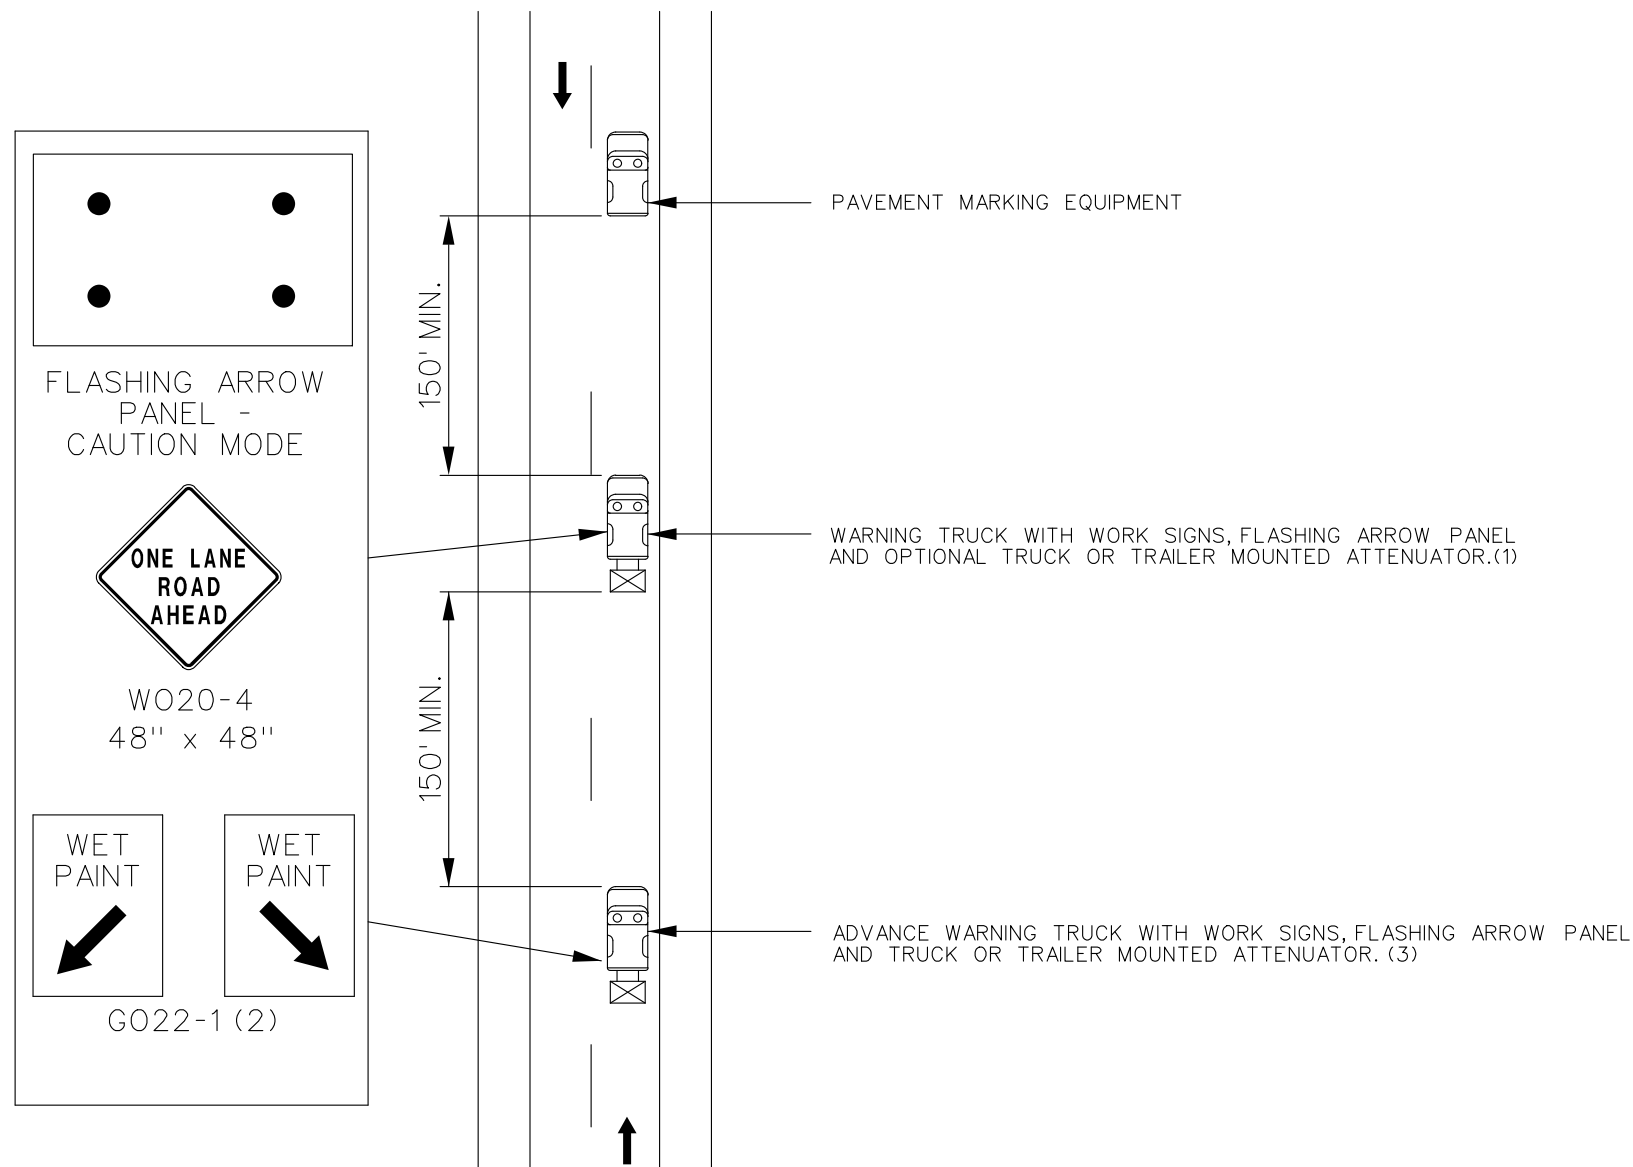 PAVEMENT MARKING EQUIPMENT
150' MIN.
FLASHING ARROW
PANEL -
CAUTION MODE
ONE LANE
ROAD
AHEAD
WO20-4
48" x 48"
WARNING TRUCK WITH WORK SIGNS, FLASHING ARROW PANEL
AND OPTIONAL TRUCK OR TRAILER MOUNTED ATTENUATOR.(1)
150' MIN.
WET
PAINT
WET
PAINT
GO22-1 (2)
ADVANCE WARNING TRUCK WITH WORK SIGNS, FLASHING ARROW PANEL
AND TRUCK OR TRAILER MOUNTED ATTENUATOR. (3)